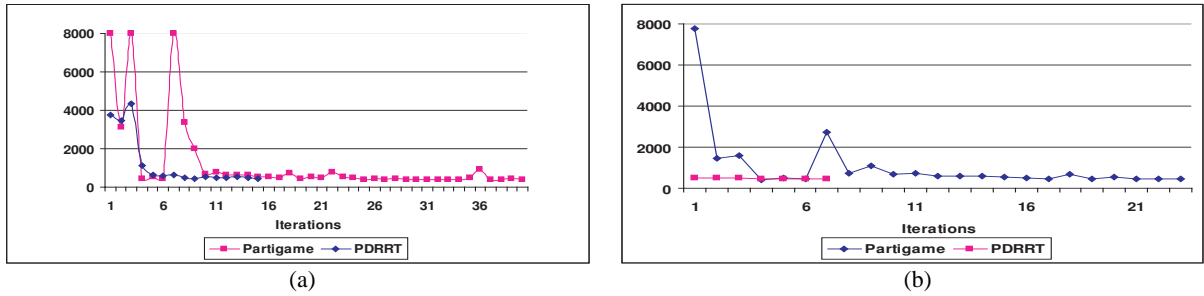 8000
6000
4000
2000
0
1 6 11 16 21 26 31 36
Iterations
Partigame PDRRT
(a)
8000
6000
4000
2000
0
1 6 11 16 21
Iterations
Partigame PDRRT
(b)